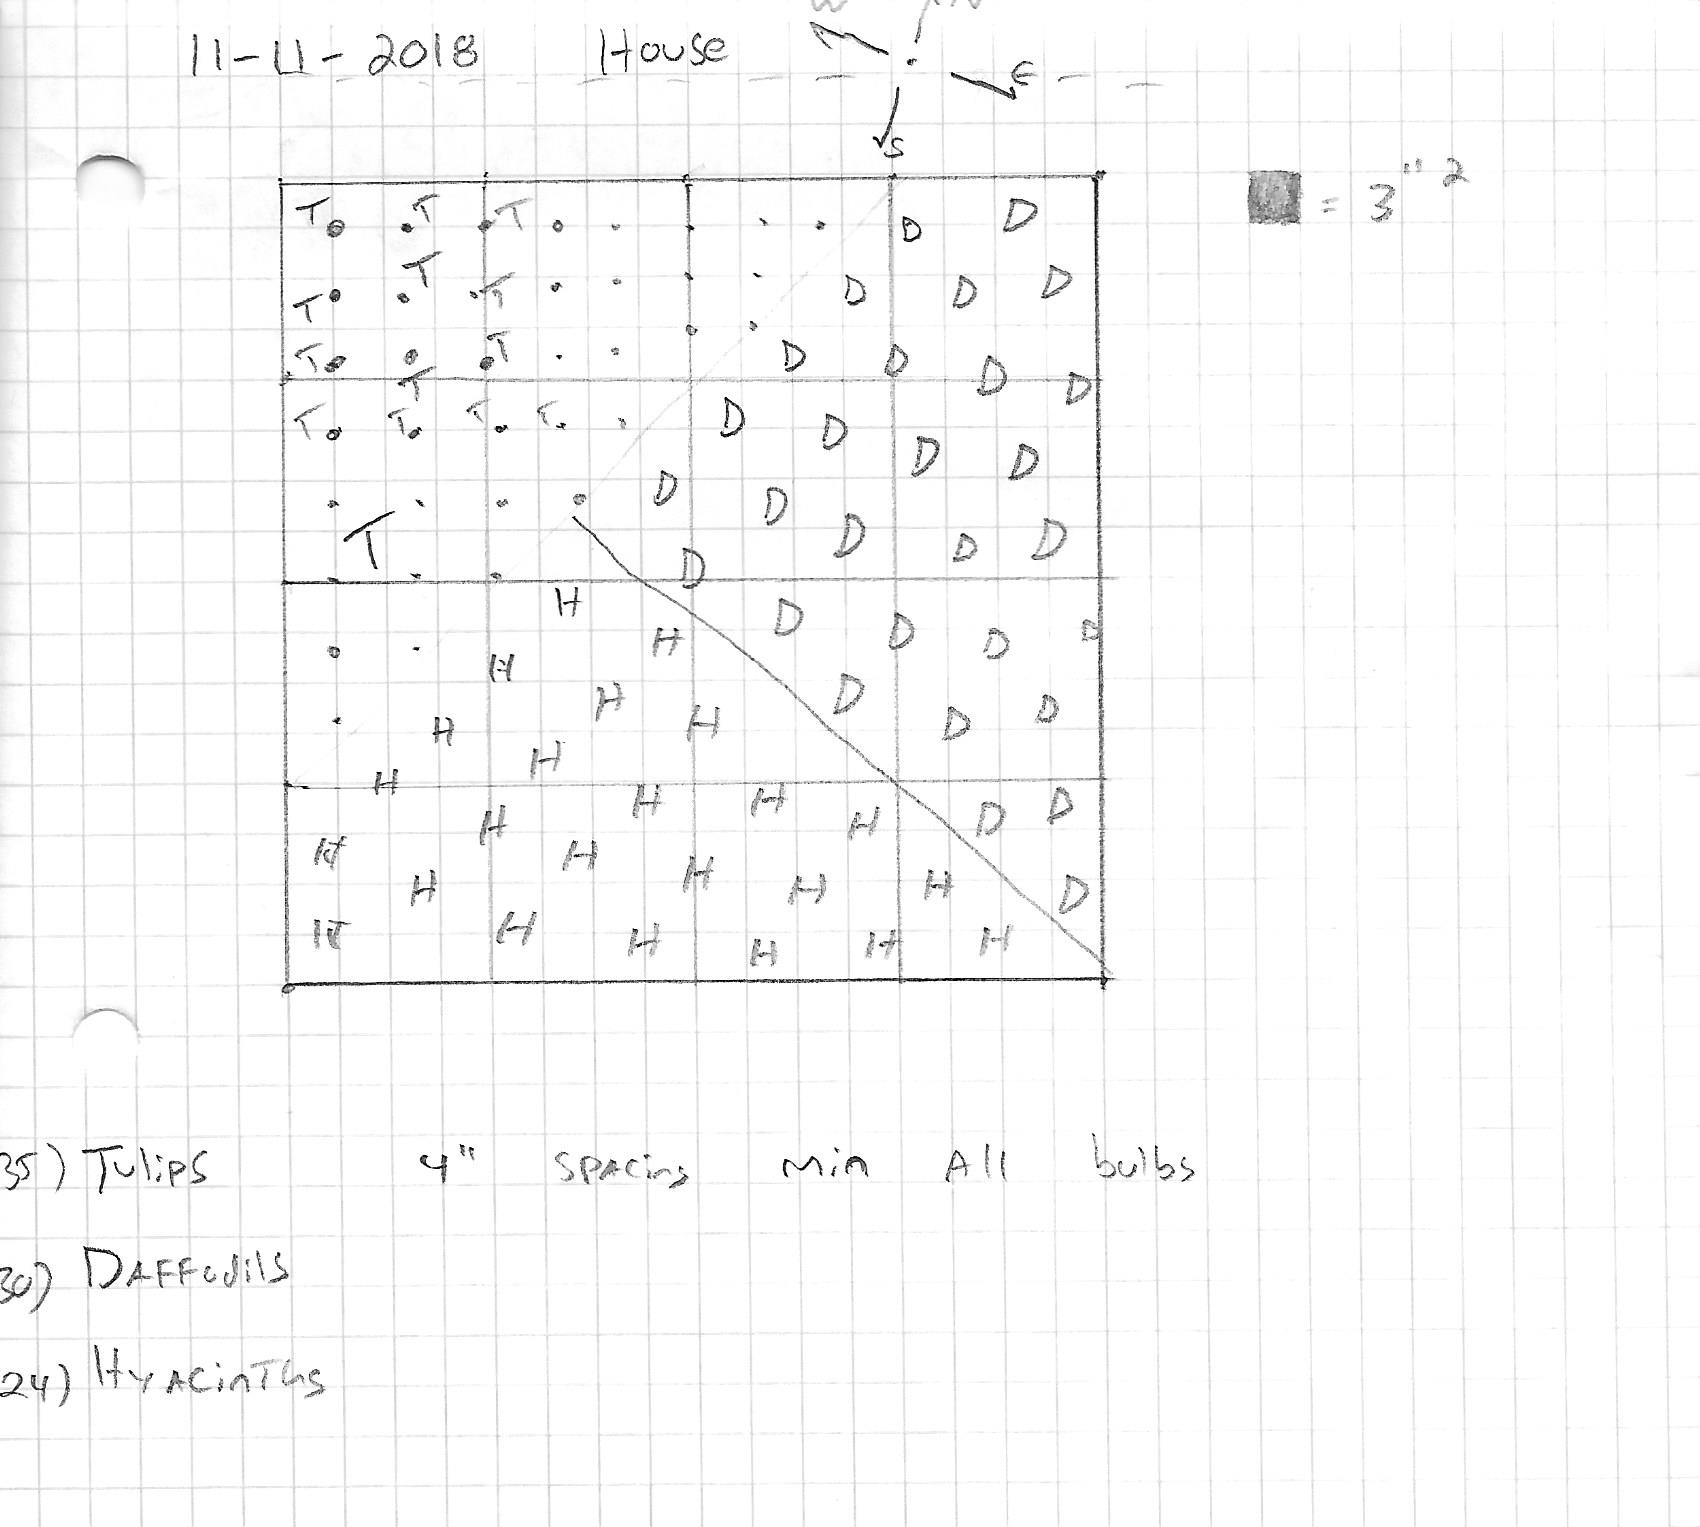 11-11-2018 House
E
S
T T T D D
T T T D D D
T T T D D D D
T T T T D D D D
T D D D D D
D
H D D D D
H H
H H H D D D
H H
H H H H D D
H H H H H H D
H H H H H H
= 3" 2
35) Tulips 4" spacing min All bulbs
30) Daffodils
24) Hyacinths